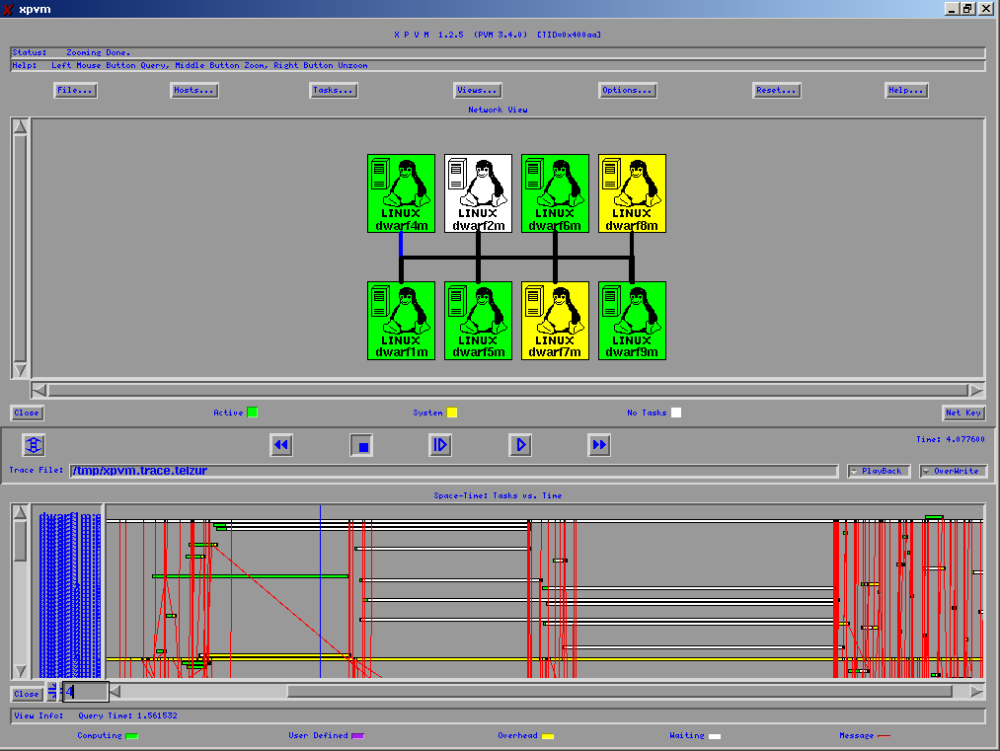 xpvm
X P V M 1.2.5 (PVM 3.4.0) [TID=0x400aa]
Status: Zooming Done.
Help: Left Mouse Button Query, Middle Button Zoom, Right Button Unzoom
File... Hosts... Tasks... Views... Options... Reset... Help...
Network View
LINUX LINUX LINUX LINUX
dwarf4m dwarf2m dwarf6m dwarf8m
LINUX LINUX LINUX LINUX
dwarf1m dwarf5m dwarf7m dwarf9m
Close Active System No Tasks Net Key
Time: 4.077600
Trace File: /tmp/xpvm.trace.telzur PlayBack OverWrite
Space-Time: Tasks vs. Time
Close 4
View Info: Query Time: 1.561532
Computing User Defined Overhead Waiting Message